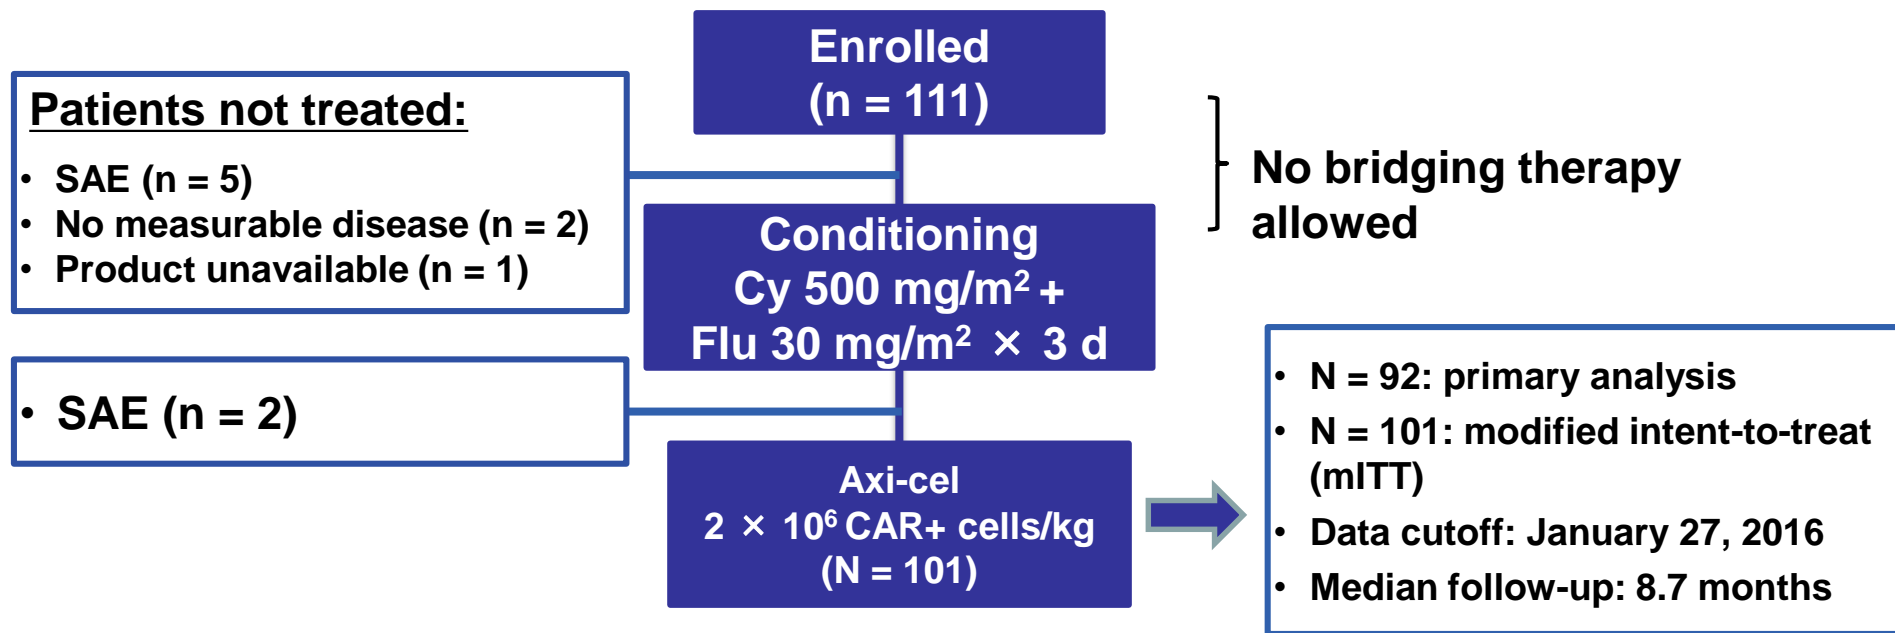 Enrolled
(n = 111)
Patients not treated:
• SAE (n = 5)
• No measurable disease (n = 2)
• Product unavailable (n = 1)
No bridging therapy
allowed
Conditioning
Cy 500 mg/m² +
Flu 30 mg/m² × 3 d
• SAE (n = 2)
Axi-cel
2 × 10⁶ CAR+ cells/kg
(N = 101)
• N = 92: primary analysis
• N = 101: modified intent-to-treat
(mITT)
• Data cutoff: January 27, 2016
• Median follow-up: 8.7 months